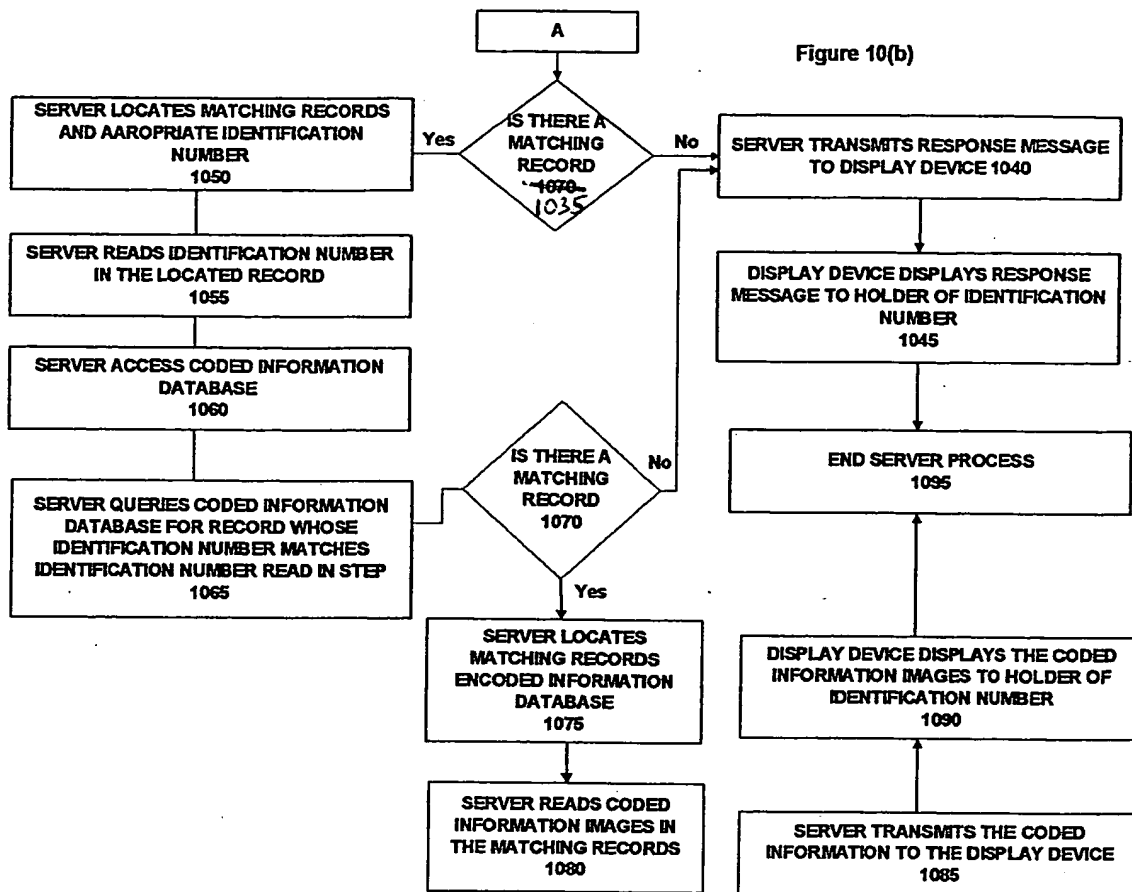 A
Figure 10(b)
IS THERE A
MATCHING
RECORD
1070
1035
Yes
No
SERVER LOCATES MATCHING RECORDS
AND AAROPRIATE IDENTIFICATION
NUMBER
1050
SERVER READS IDENTIFICATION NUMBER
IN THE LOCATED RECORD
1055
SERVER ACCESS CODED INFORMATION
DATABASE
1060
SERVER QUERIES CODED INFORMATION
DATABASE FOR RECORD WHOSE
IDENTIFICATION NUMBER MATCHES
IDENTIFICATION NUMBER READ IN STEP
1065
IS THERE A
MATCHING
RECORD
1070
No
Yes
SERVER LOCATES
MATCHING RECORDS
ENCODED INFORMATION
DATABASE
1075
SERVER READS CODED
INFORMATION IMAGES IN
THE MATCHING RECORDS
1080
SERVER TRANSMITS RESPONSE MESSAGE
TO DISPLAY DEVICE 1040
DISPLAY DEVICE DISPLAYS RESPONSE
MESSAGE TO HOLDER OF IDENTIFICATION
NUMBER
1045
END SERVER PROCESS
1095
DISPLAY DEVICE DISPLAYS THE CODED
INFORMATION IMAGES TO HOLDER OF
IDENTIFICATION NUMBER
1090
SERVER TRANSMITS THE CODED
INFORMATION TO THE DISPLAY DEVICE
1085